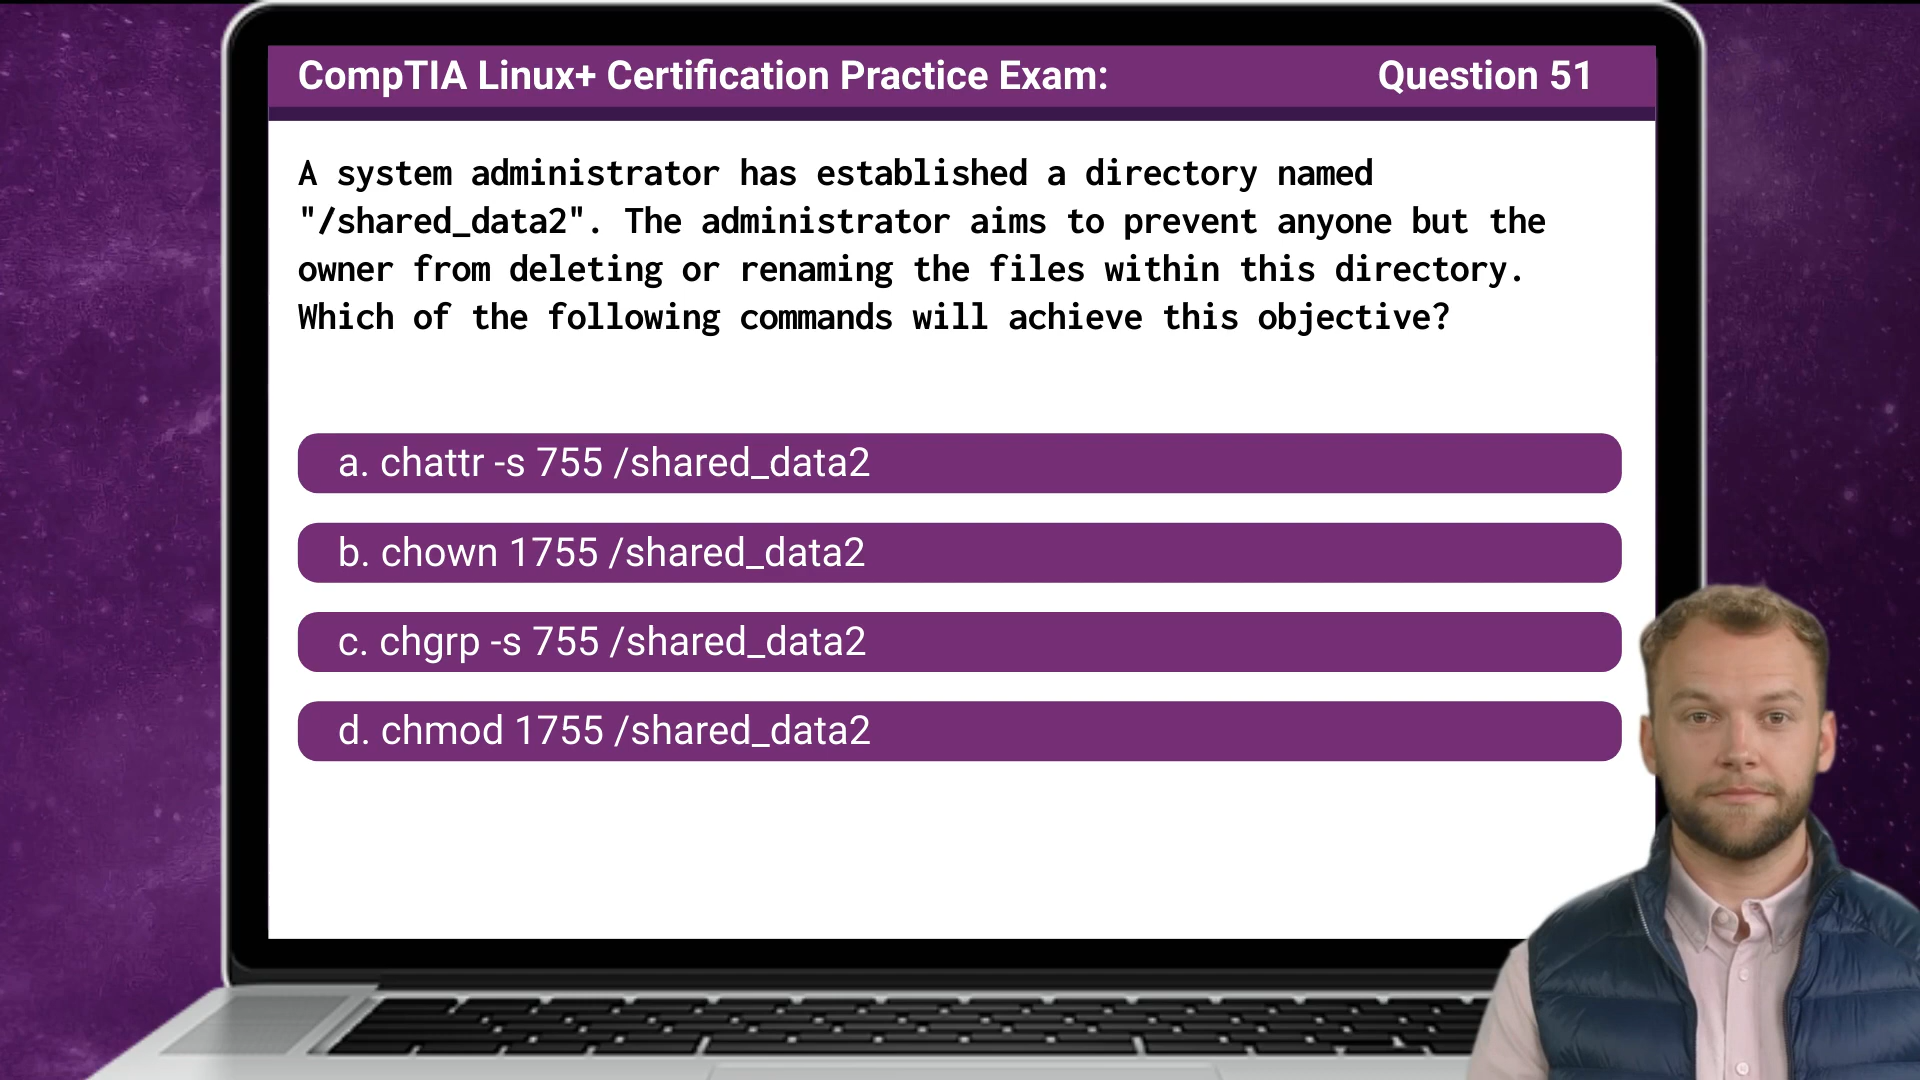 CompTIA Linux+ Certification Practice Exam: Question 51
A system administrator has established a directory named
"/shared_data2". The administrator aims to prevent anyone but the
owner from deleting or renaming the files within this directory.
Which of the following commands will achieve this objective?
a. chattr -s 755 /shared_data2
b. chown 1755 /shared_data2
c. chgrp -s 755 /shared_data2
d. chmod 1755 /shared_data2